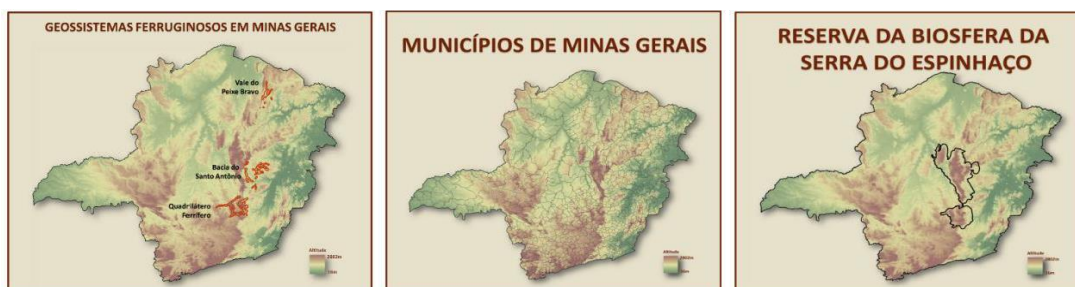 GEOSSISTEMAS FERRUGINOSOS EM MINAS GERAIS
Vale do
Peixe Bravo
Bacia do
Santo Antônio
Quadrilátero
Ferrífero
Altitude
MUNICÍPIOS DE MINAS GERAIS
Altitude
RESERVA DA BIOSFERA DA
SERRA DO ESPINHAÇO
Altitude